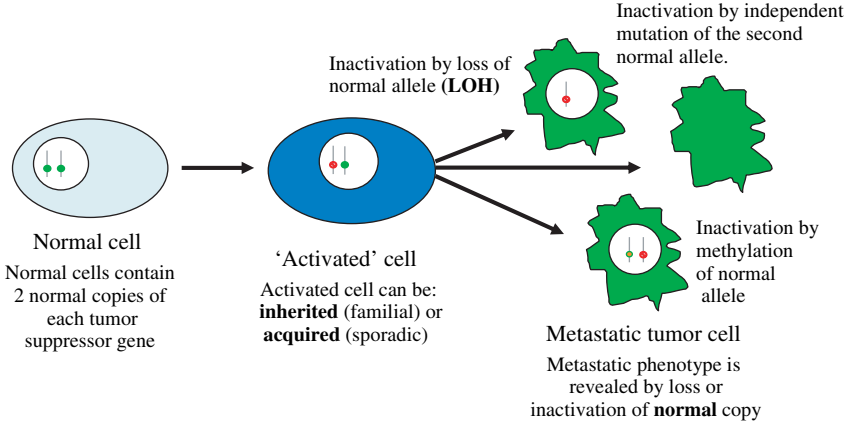 Inactivation by independent
mutation of the second
normal allele.
Inactivation by loss of
normal allele (LOH)
Normal cell
Normal cells contain
2 normal copies of
each tumor
suppressor gene
‘Activated’ cell
Activated cell can be:
inherited (familial) or
acquired (sporadic)
Inactivation by
methylation
of normal
allele
Metastatic tumor cell
Metastatic phenotype is
revealed by loss or
inactivation of normal copy